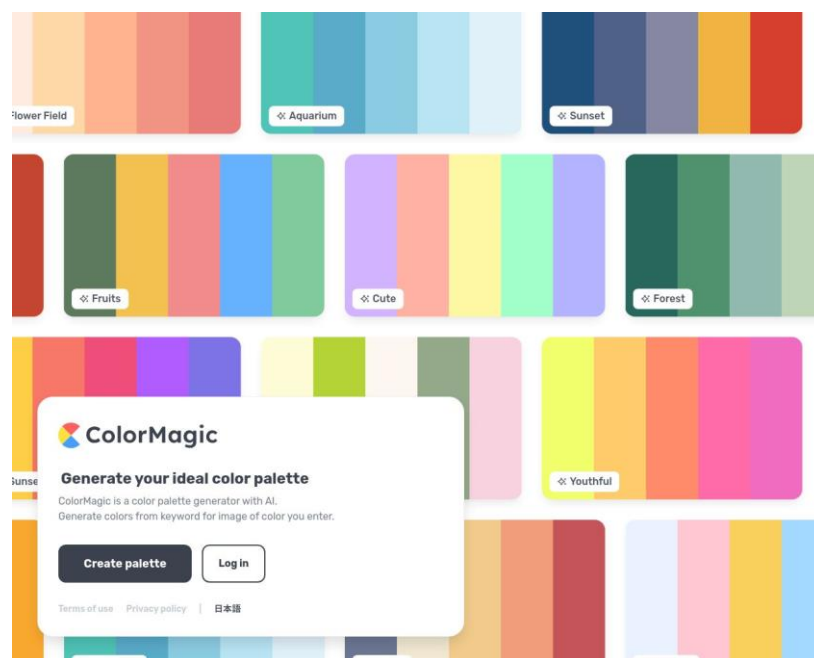 Flower Field
Aquarium
Sunset
Fruits
Cute
Forest
Youthful
ColorMagic
Generate your ideal color palette
ColorMagic is a color palette generator with AI.
Generate colors from keyword for image of color you enter.
Create palette
Log in
Terms of use Privacy policy | 日本語